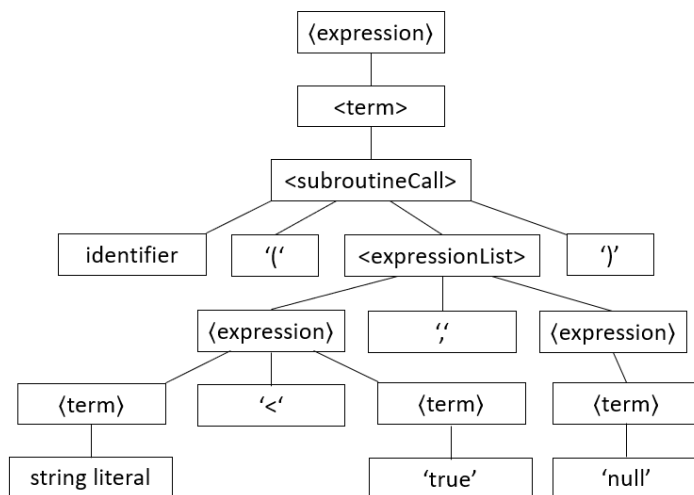 ⟨expression⟩
<term>
<subroutineCall>
identifier
‘(‘
<expressionList>
‘)’
⟨expression⟩
‘,‘
⟨expression⟩
⟨term⟩
‘<‘
⟨term⟩
⟨term⟩
string literal
‘true’
‘null’